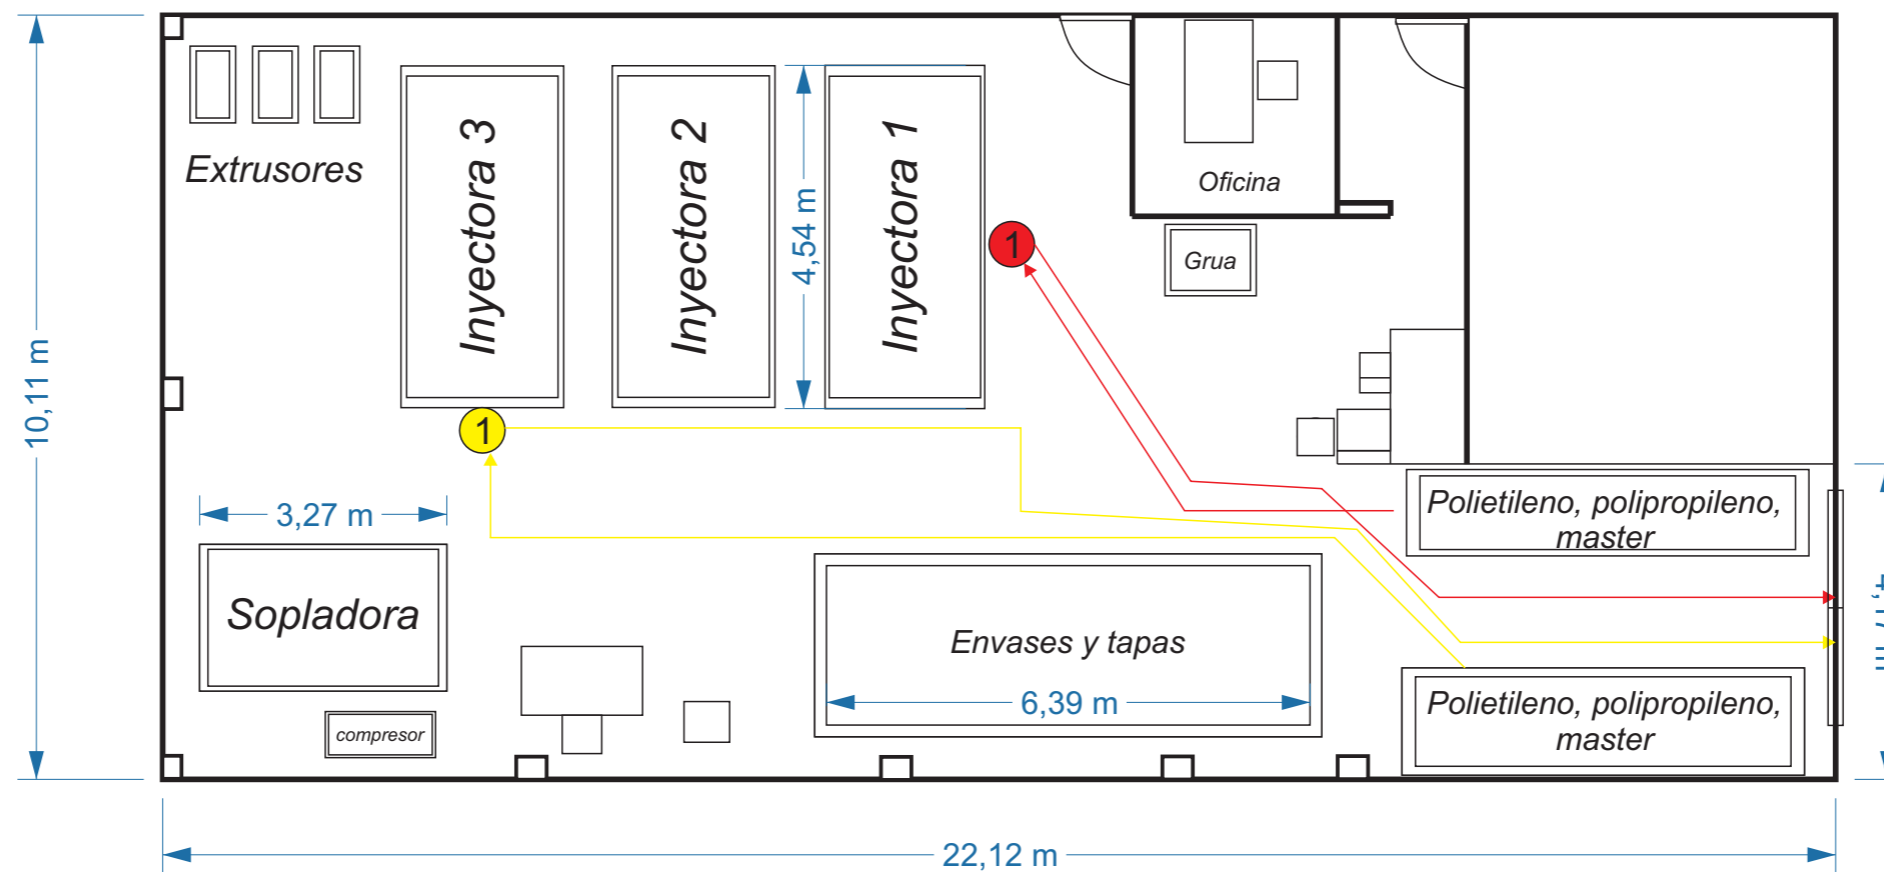 Extrusores
Inyectora 3
Inyectora 2
4,54 m
Inyectora 1
Oficina
Grua
1
1
10,11 m
3,27 m
Sopladora
compresor
Envases y tapas
6,39 m
Polietileno, polipropileno,
master
Polietileno, polipropileno,
master
22,12 m